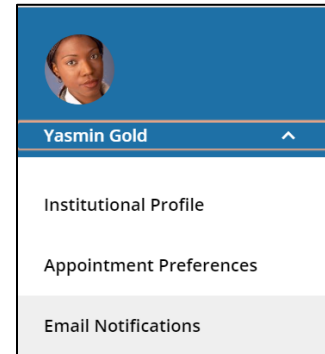 Yasmin Gold
Institutional Profile
Appointment Preferences
Email Notifications